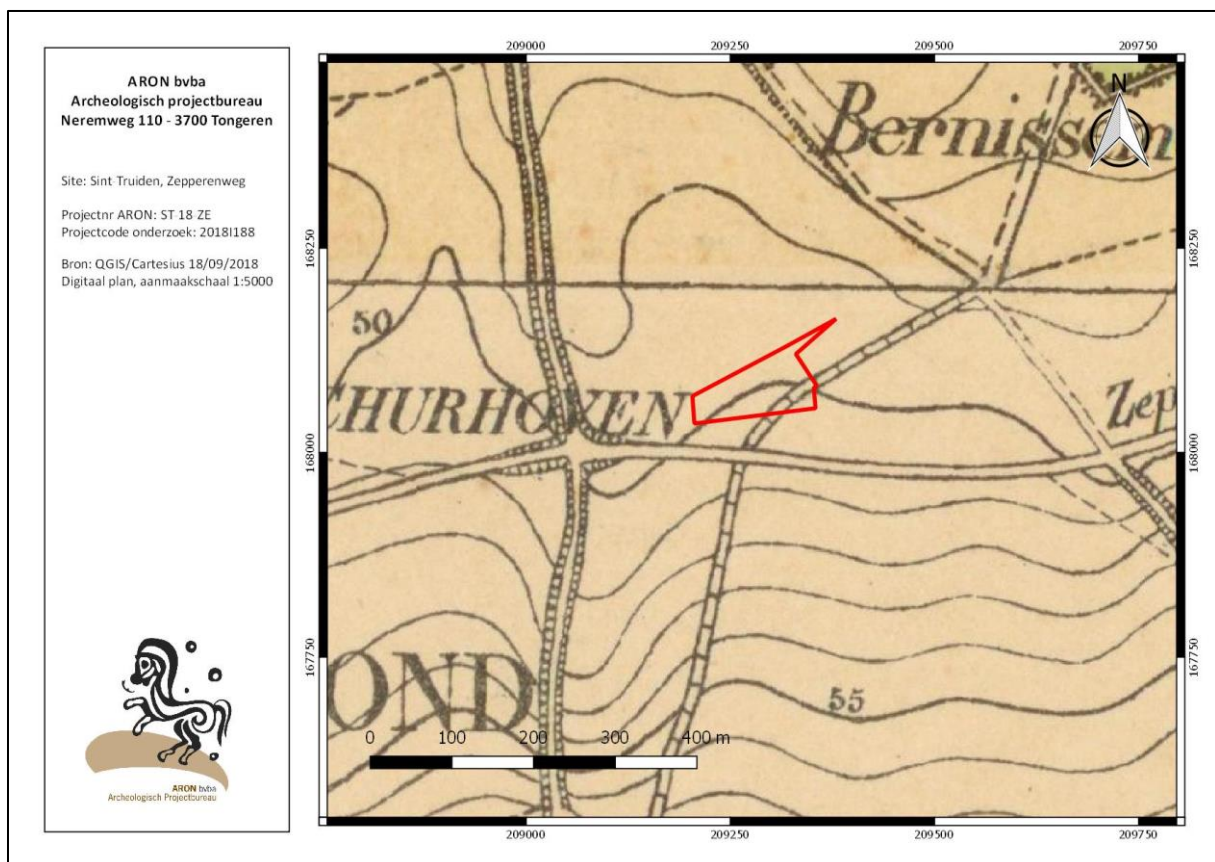 ARON bvba
Archeologisch projectbureau
Neremweg 110 - 3700 Tongeren
Site: Sint Truiden, Zepperenweg
Projectnr ARON: ST-18-ZE
Projectcode onderzoek: 2018I188
Bron: QGIS/Cartesius 18/09/2018
Digitaal plan, aanmaakschaal 1:5000
ARON bvba
Archeologisch Projectbureau
209000 209250 209500 209750
168250 168250
168000 168000
167750 167750
N
Bernissem
50
CHURHOVEN
Zep
OND
55
0 100 200 300 400 m
209000 209250 209500 209750